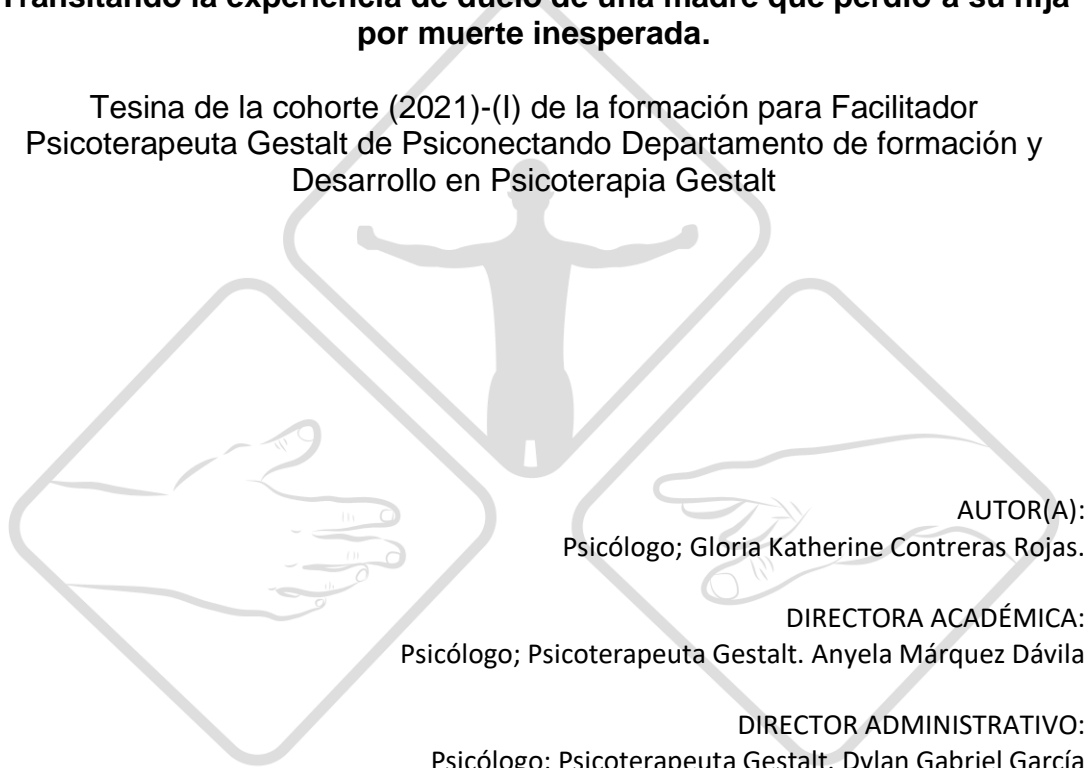 Transitando la experiencia de duelo de una madre que perdió a su hija
por muerte inesperada.
Tesina de la cohorte (2021)-(I) de la formación para Facilitador
Psicoterapeuta Gestalt de Psiconectando Departamento de formación y
Desarrollo en Psicoterapia Gestalt
AUTOR(A):
Psicólogo; Gloria Katherine Contreras Rojas.
DIRECTORA ACADÉMICA:
Psicólogo; Psicoterapeuta Gestalt. Anyela Márquez Dávila
DIRECTOR ADMINISTRATIVO:
Psicólogo; Psicoterapeuta Gestalt. Dylan Gabriel García